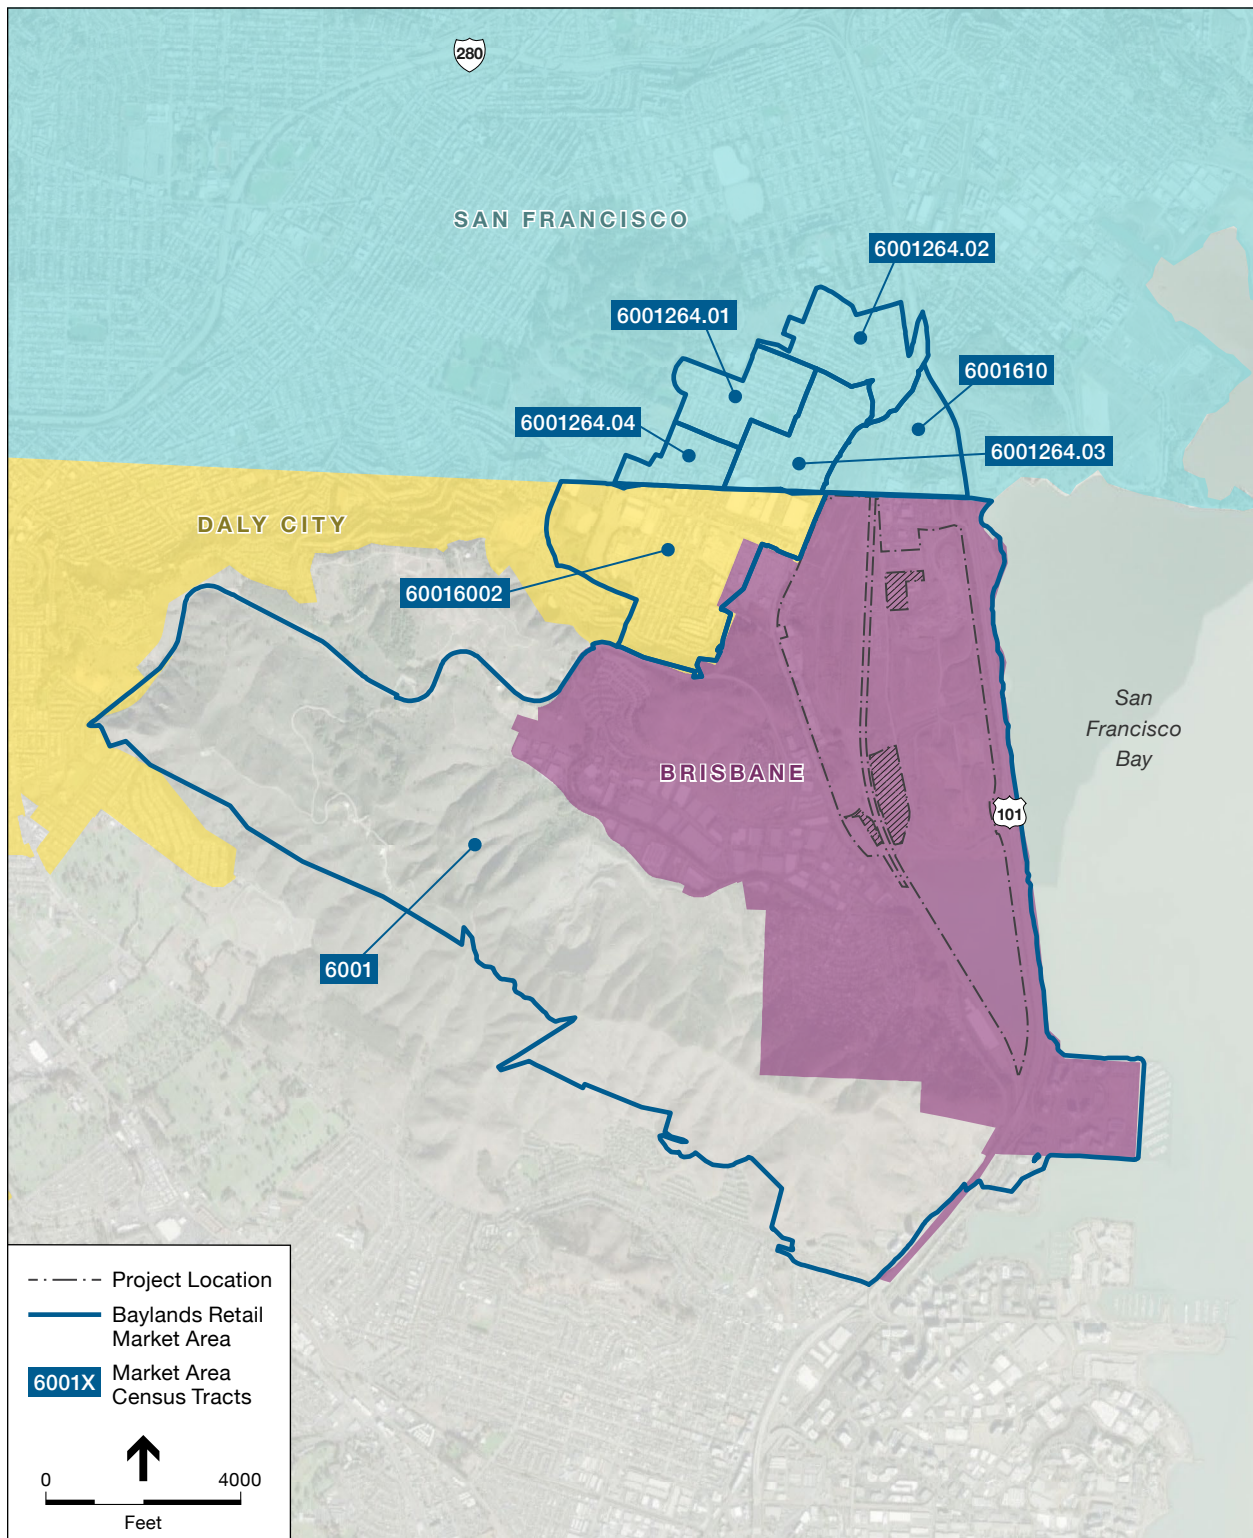 280
SAN FRANCISCO
6001264.02
6001264.01
6001610
6001264.04
6001264.03
DALY CITY
60016002
San
Francisco
Bay
BRISBANE
101
6001
Project Location
Baylands Retail
Market Area
6001X
Market Area
Census Tracts
0 4000
Feet